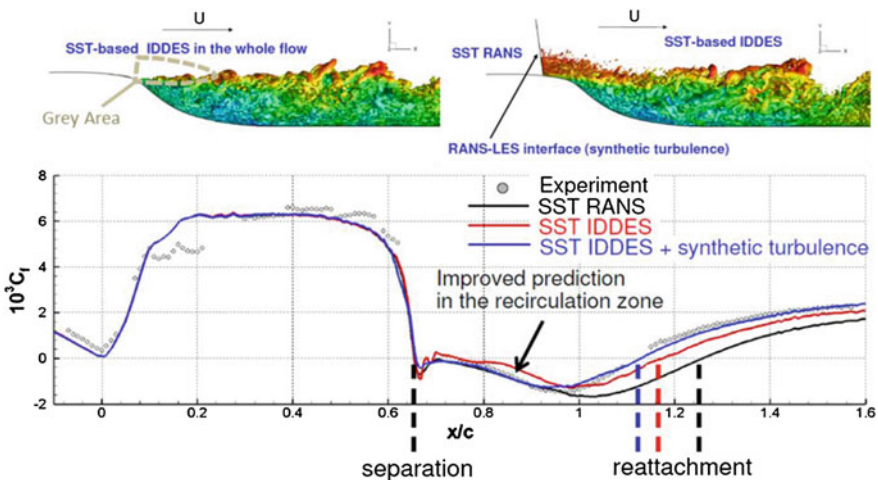 U
SST-based IDDES in the whole flow
Grey Area
U
SST RANS
SST-based IDDES
RANS-LES interface (synthetic turbulence)
8
6
4
2
0
-2
10³Cf
Experiment
SST RANS
SST IDDES
SST IDDES + synthetic turbulence
Improved prediction
in the recirculation zone
0
0.2
0.4
0.6
0.8
1
1.2
1.4
1.6
x/c
separation
reattachment